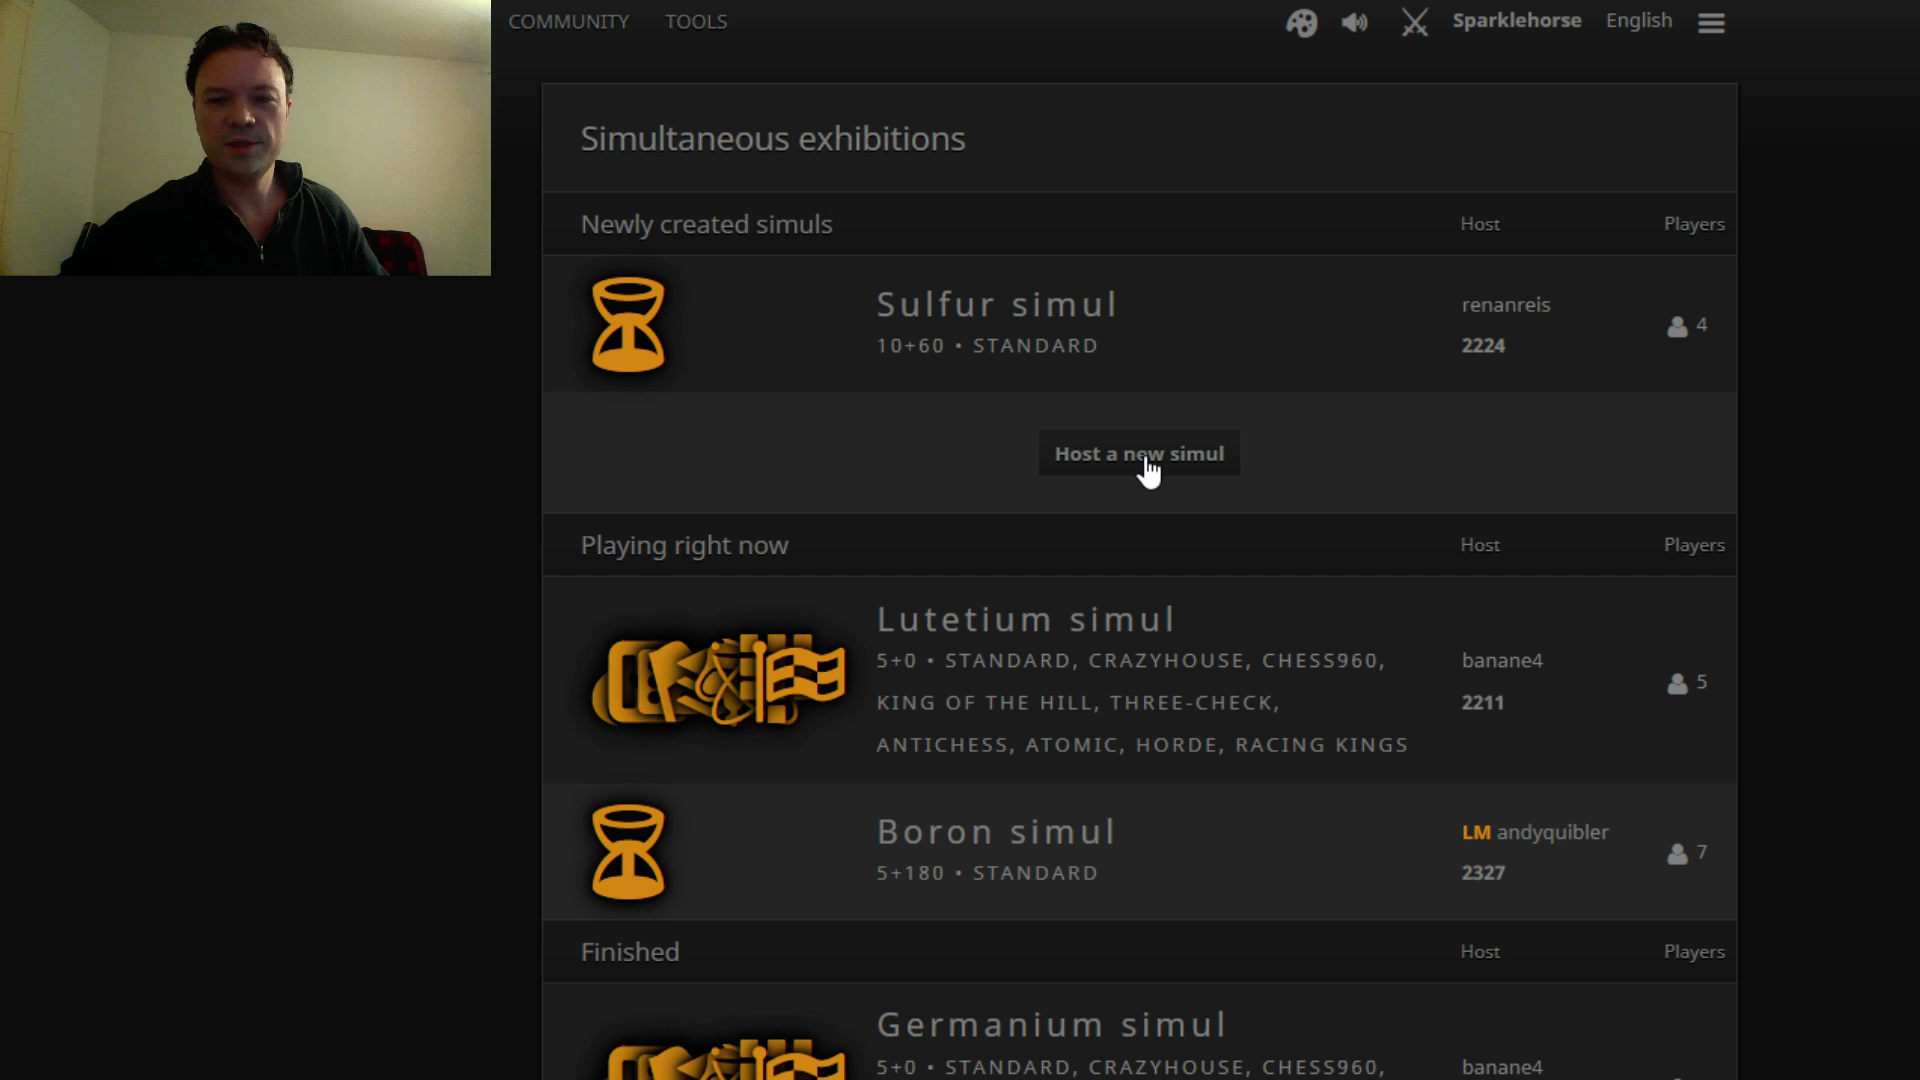 COMMUNITY TOOLS Sparklehorse English
Simultaneous exhibitions
Newly created simuls Host Players
Sulfur simul
10+60 • STANDARD
renanreis
2224
4
Host a new simul
Playing right now Host Players
Lutetium simul
5+0 • STANDARD, CRAZYHOUSE, CHESS960,
KING OF THE HILL, THREE-CHECK,
ANTICHESS, ATOMIC, HORDE, RACING KINGS
banane4
2211
5
Boron simul
5+180 • STANDARD
LM andyquibler
2327
7
Finished Host Players
Germanium simul
5+0 • STANDARD, CRAZYHOUSE, CHESS960,
banane4